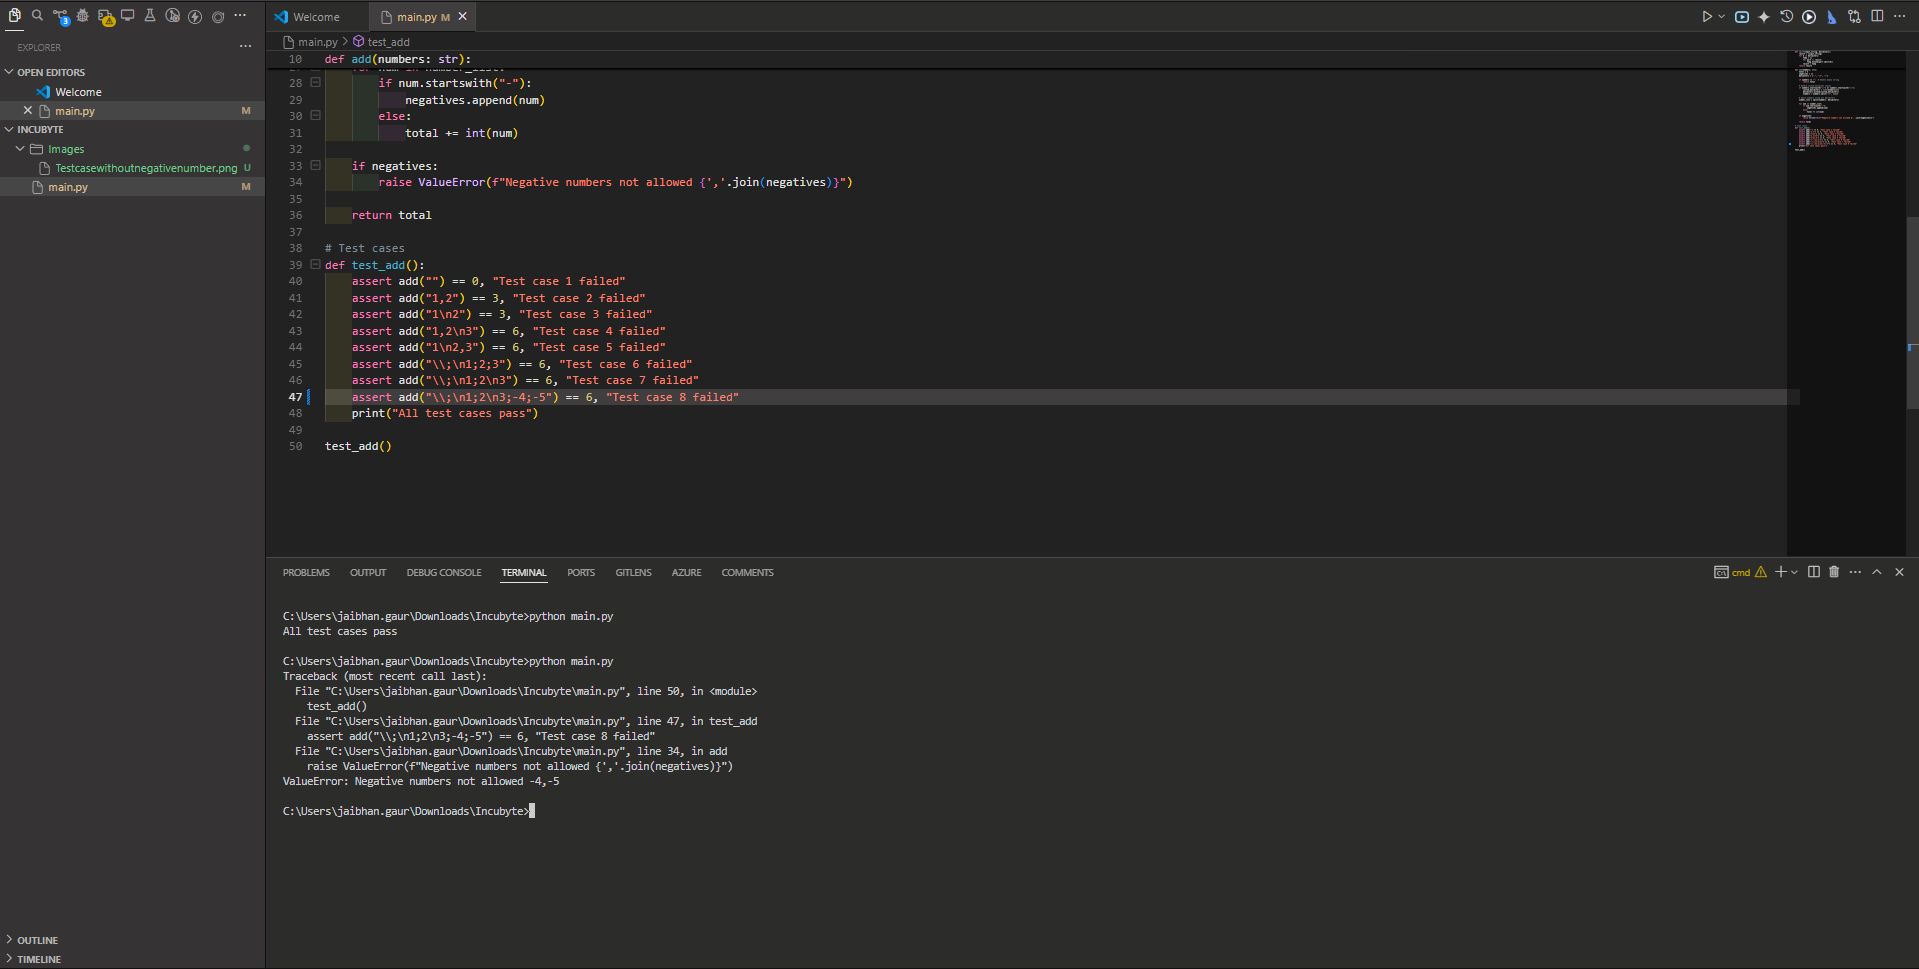 3
Welcome
main.py M
EXPLORER
main.py > test_add
OPEN EDITORS
Welcome
main.py M
INCUBYTE
Images
Testcasewithoutnegativenumber.png U
main.py M
10 def add(numbers: str):
28 if num.startswith("-"):
29 negatives.append(num)
30 else:
31 total += int(num)
32
33 if negatives:
34 raise ValueError(f"Negative numbers not allowed {','.join(negatives)}")
35
36 return total
37
38 # Test cases
39 def test_add():
40 assert add("") == 0, "Test case 1 failed"
41 assert add("1,2") == 3, "Test case 2 failed"
42 assert add("1\n2") == 3, "Test case 3 failed"
43 assert add("1,2\n3") == 6, "Test case 4 failed"
44 assert add("1\n2,3") == 6, "Test case 5 failed"
45 assert add("\\;\n1;2;3") == 6, "Test case 6 failed"
46 assert add("\\;\n1;2\n3") == 6, "Test case 7 failed"
47 assert add("\\;\n1;2\n3;-4;-5") == 6, "Test case 8 failed"
48 print("All test cases pass")
49
50 test_add()
PROBLEMS OUTPUT DEBUG CONSOLE TERMINAL PORTS GITLENS AZURE COMMENTS
cmd
C:\Users\jaibhan.gaur\Downloads\Incubyte>python main.py
All test cases pass
C:\Users\jaibhan.gaur\Downloads\Incubyte>python main.py
Traceback (most recent call last):
File "C:\Users\jaibhan.gaur\Downloads\Incubyte\main.py", line 50, in <module>
test_add()
File "C:\Users\jaibhan.gaur\Downloads\Incubyte\main.py", line 47, in test_add
assert add("\\;\n1;2\n3;-4;-5") == 6, "Test case 8 failed"
File "C:\Users\jaibhan.gaur\Downloads\Incubyte\main.py", line 34, in add
raise ValueError(f"Negative numbers not allowed {','.join(negatives)}")
ValueError: Negative numbers not allowed -4,-5
C:\Users\jaibhan.gaur\Downloads\Incubyte>
OUTLINE
TIMELINE